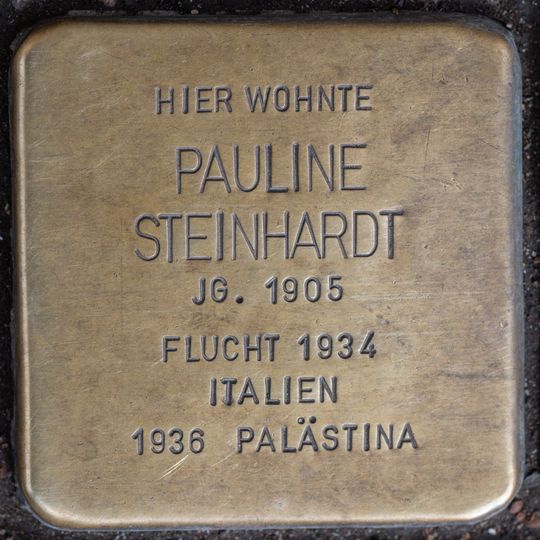 HIER WOHNTE
PAULINE
STEINHARDT
JG. 1905
FLUCHT 1934
ITALIEN
1936 PALÄSTINA